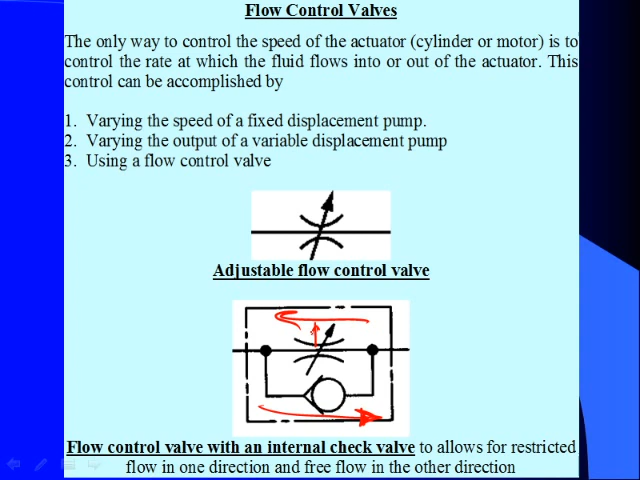 Flow Control Valves
The only way to control the speed of the actuator (cylinder or motor) is to
control the rate at which the fluid flows into or out of the actuator. This
control can be accomplished by
1. Varying the speed of a fixed displacement pump.
2. Varying the output of a variable displacement pump
3. Using a flow control valve
Adjustable flow control valve
Flow control valve with an internal check valve to allows for restricted
flow in one direction and free flow in the other direction